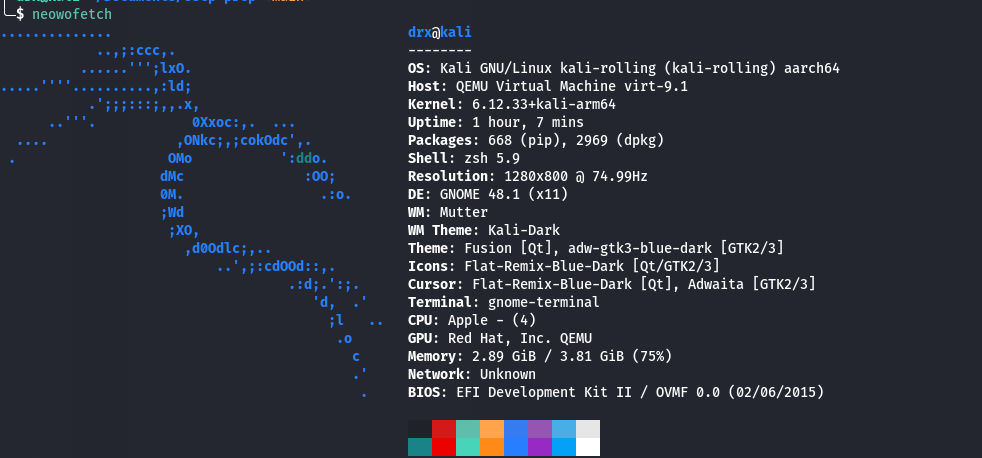 └─$ neowofetch
..............
            ..,;:ccc,.
          ......''';lxO.
.....''''..........,:ld;
           .';;;:::;,,.x,
      ..'''.            0Xxoc:,.  ...
  ....                ,ONkc;,;cokOdc',.
 .                   OMo           ':ddo.
                    dMc               :OO;
                    0M.                 .:o.
                    ;Wd
                     ;XO,
                       ,d0Odlc;,..
                           ..',;:cdOOd::,.
                                    .:d;.':;.
                                       'd,  .'
                                         ;l   ..
                                          .o
                                            c
                                            .'
                                             .
drx@kali
--------
OS: Kali GNU/Linux kali-rolling (kali-rolling) aarch64
Host: QEMU Virtual Machine virt-9.1
Kernel: 6.12.33+kali-arm64
Uptime: 1 hour, 7 mins
Packages: 668 (pip), 2969 (dpkg)
Shell: zsh 5.9
Resolution: 1280x800 @ 74.99Hz
DE: GNOME 48.1 (x11)
WM: Mutter
WM Theme: Kali-Dark
Theme: Fusion [Qt], adw-gtk3-blue-dark [GTK2/3]
Icons: Flat-Remix-Blue-Dark [Qt/GTK2/3]
Cursor: Flat-Remix-Blue-Dark [Qt], Adwaita [GTK2/3]
Terminal: gnome-terminal
CPU: Apple - (4)
GPU: Red Hat, Inc. QEMU
Memory: 2.89 GiB / 3.81 GiB (75%)
Network: Unknown
BIOS: EFI Development Kit II / OVMF 0.0 (02/06/2015)